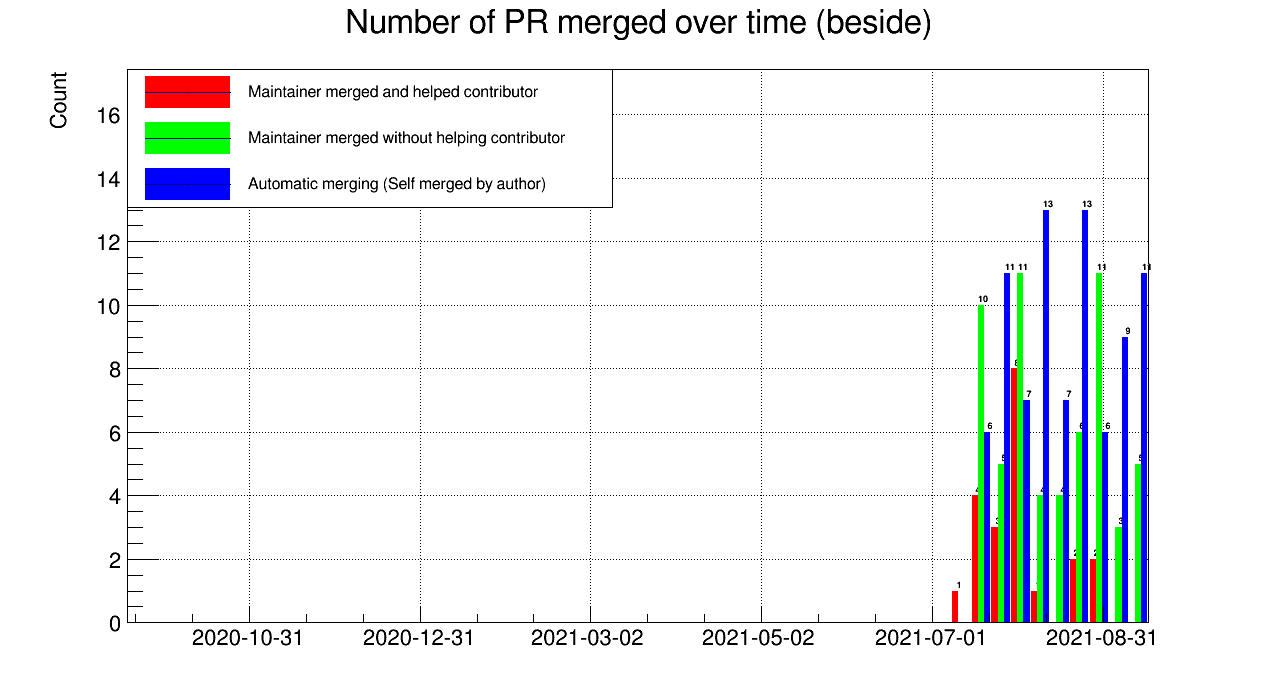 Number of PR merged over time (beside)
Count
Maintainer merged and helped contributor
Maintainer merged without helping contributor
Automatic merging (Self merged by author)
16
14
12
10
8
6
4
2
0
13 13
11 11 11 11
10
9
8
7 7
6 6 6
5 5
4 4 4
3 3
2 2
1
2020-10-31 2020-12-31 2021-03-02 2021-05-02 2021-07-01 2021-08-31